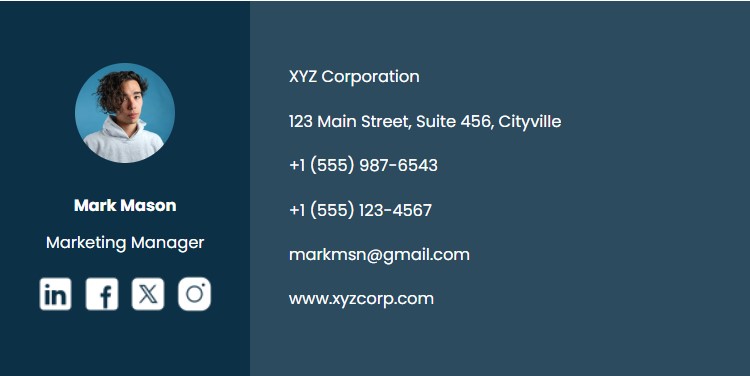 Mark Mason
Marketing Manager
in f X
XYZ Corporation
123 Main Street, Suite 456, Cityville
+1 (555) 987-6543
+1 (555) 123-4567
markmsn@gmail.com
www.xyzcorp.com